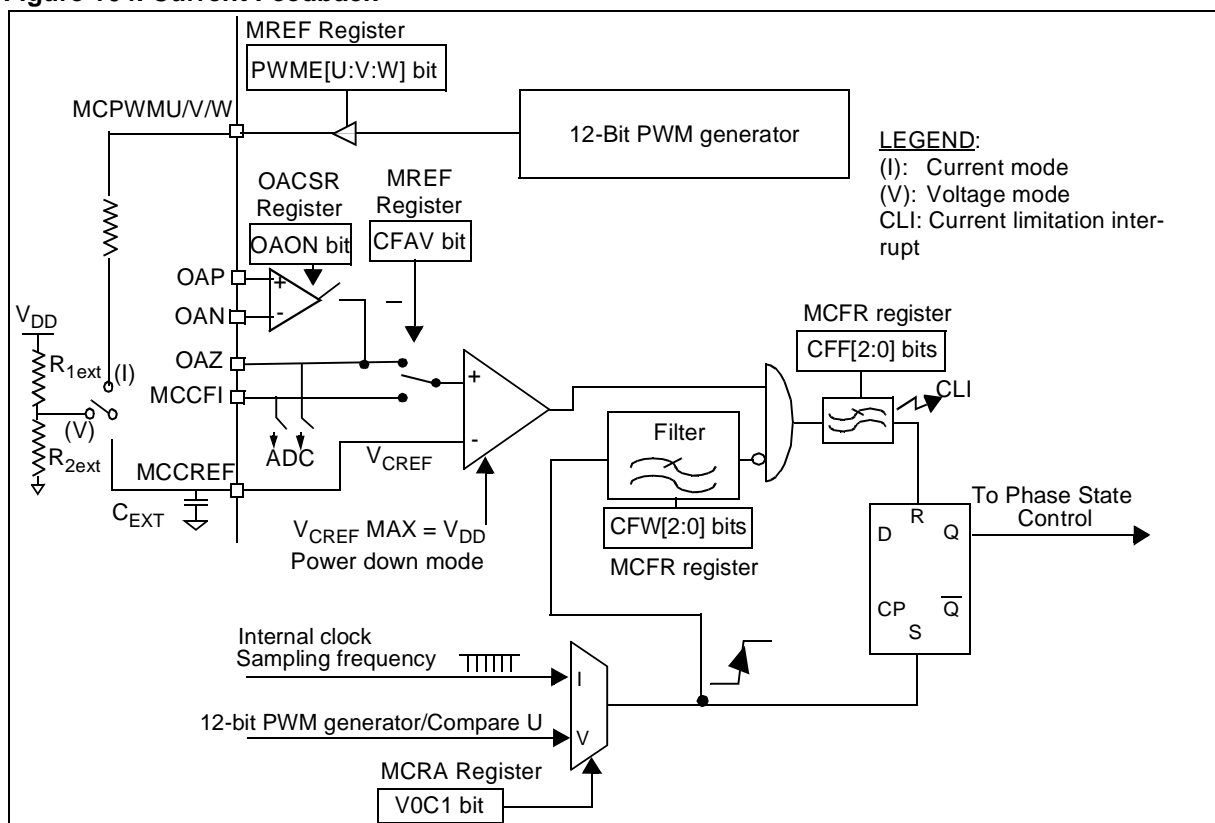 MREF Register
PWME[U:V:W] bit
MCPWMU/V/W
12-Bit PWM generator
LEGEND:
(I): Current mode
(V): Voltage mode
CLI: Current limitation inter-
rupt
OACSR
Register
OAON bit
MREF
Register
CFAV bit
OAP
+
OAN
-
VDD
R1ext
(I)
OAZ
MCCFI
+
-
MCFR register
CFF[2:0] bits
CLI
(V)
R2ext
ADC
VCREF
MCCREF
CEXT
Filter
CFW[2:0] bits
MCFR register
VCREF MAX = VDD
Power down mode
To Phase State
Control
R
D
Q
CP
Q
S
Internal clock
Sampling frequency
I
12-bit PWM generator/Compare U
V
MCRA Register
V0C1 bit